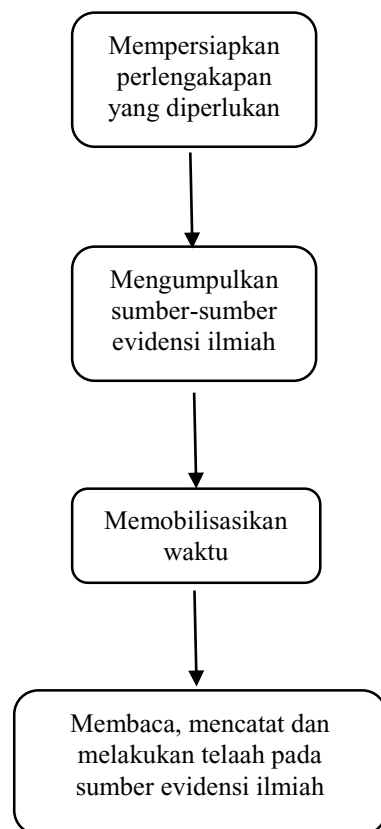 Mempersiapkan
perlengakapan
yang diperlukan
Mengumpulkan
sumber-sumber
evidensi ilmiah
Memobilisasikan
waktu
Membaca, mencatat dan
melakukan telaah pada
sumber evidensi ilmiah